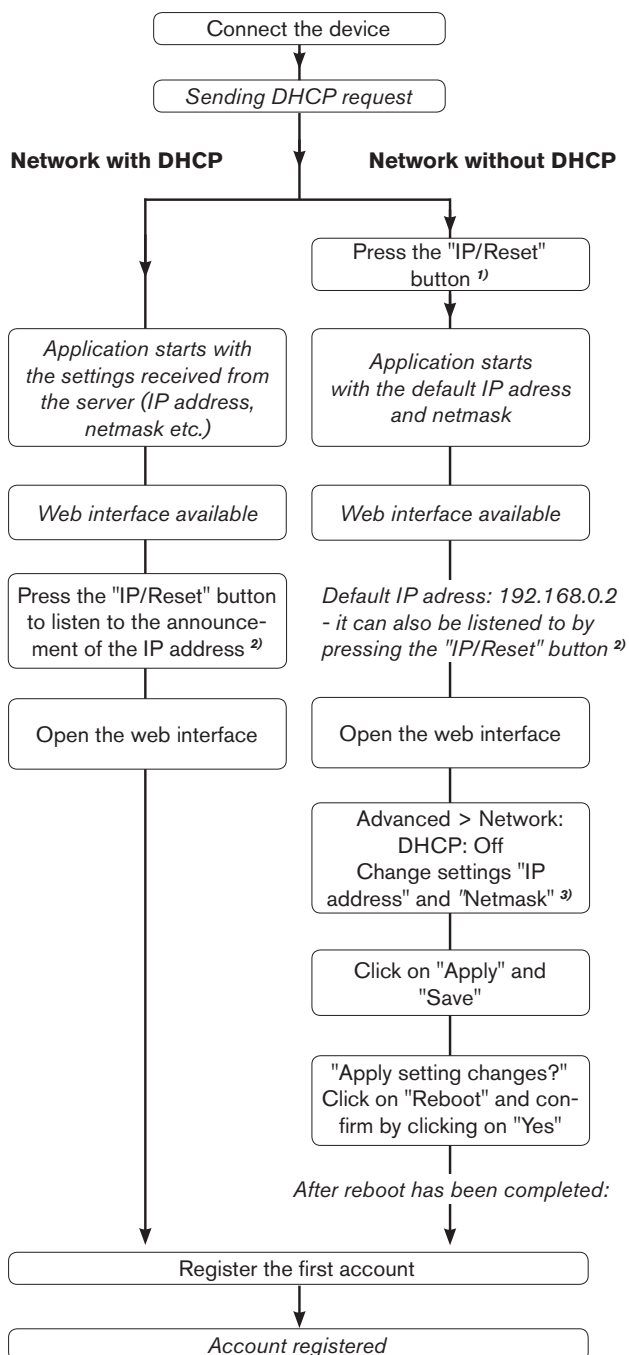 Connect the device
Sending DHCP request
Network with DHCP
Network without DHCP
Press the "IP/Reset"
button 1)
Application starts with
the settings received from
the server (IP address,
netmask etc.)
Application starts
with the default IP adress
and netmask
Web interface available
Web interface available
Press the "IP/Reset" button
to listen to the announce-
ment of the IP address 2)
Default IP adress: 192.168.0.2
- it can also be listened to by
pressing the "IP/Reset" button 2)
Open the web interface
Open the web interface
Advanced > Network:
DHCP: Off
Change settings "IP
address" and "Netmask" 3)
Click on "Apply" and
"Save"
"Apply setting changes?"
Click on "Reboot" and con-
firm by clicking on "Yes"
After reboot has been completed:
Register the first account
Account registered